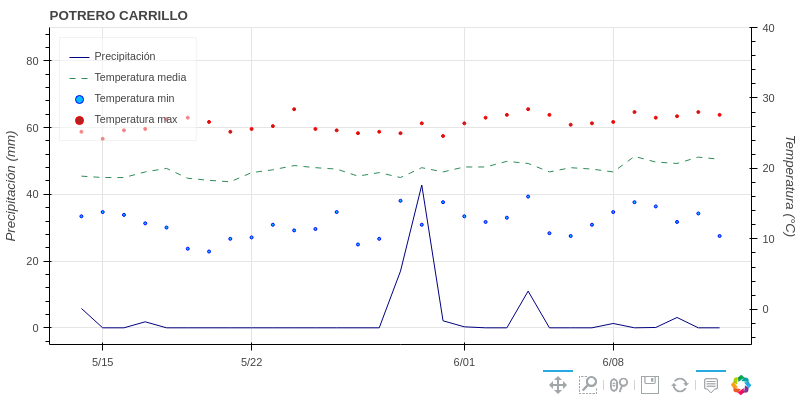 POTRERO CARRILLO
Precipitación
Temperatura media
Temperatura min
Temperatura max
Precipitación (mm)
80
60
40
20
0
Temperatura (°C)
40
30
20
10
0
5/15
5/22
6/01
6/08